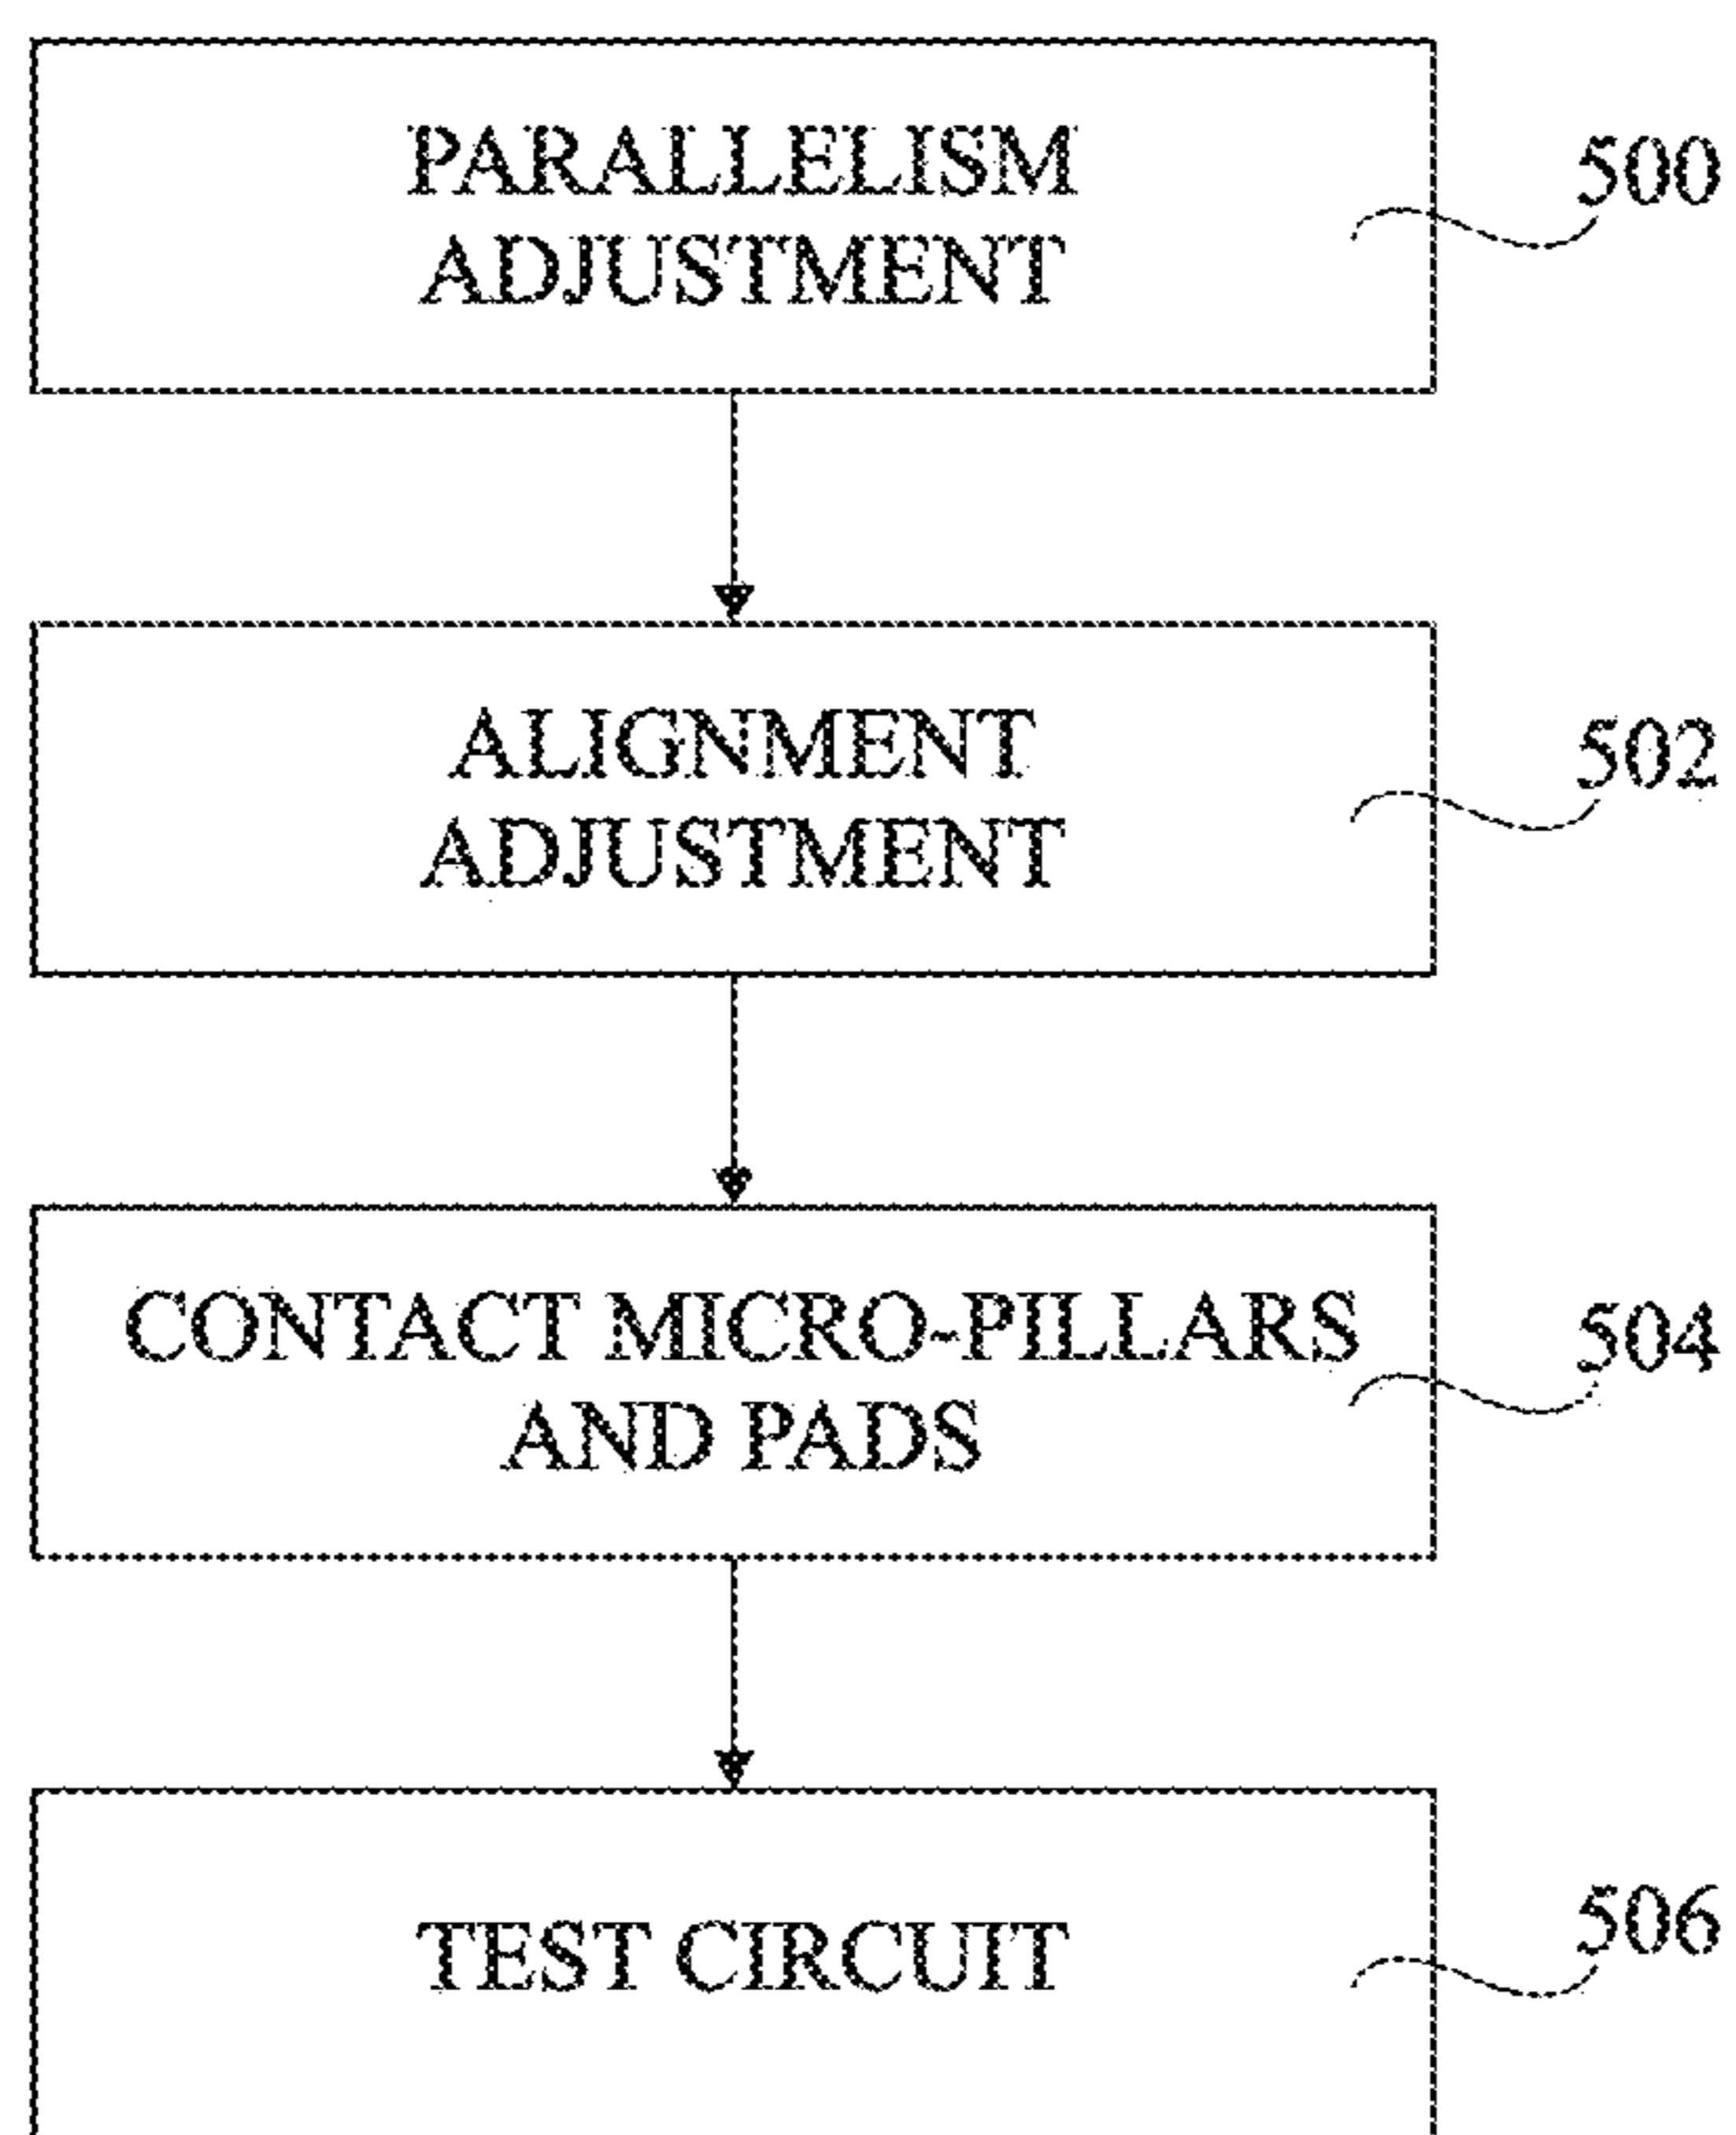 PARALLELISM
ADJUSTMENT
500
ALIGNMENT
ADJUSTMENT
502
CONTACT MICRO-PILLARS
AND PADS
504
TEST CIRCUIT
506